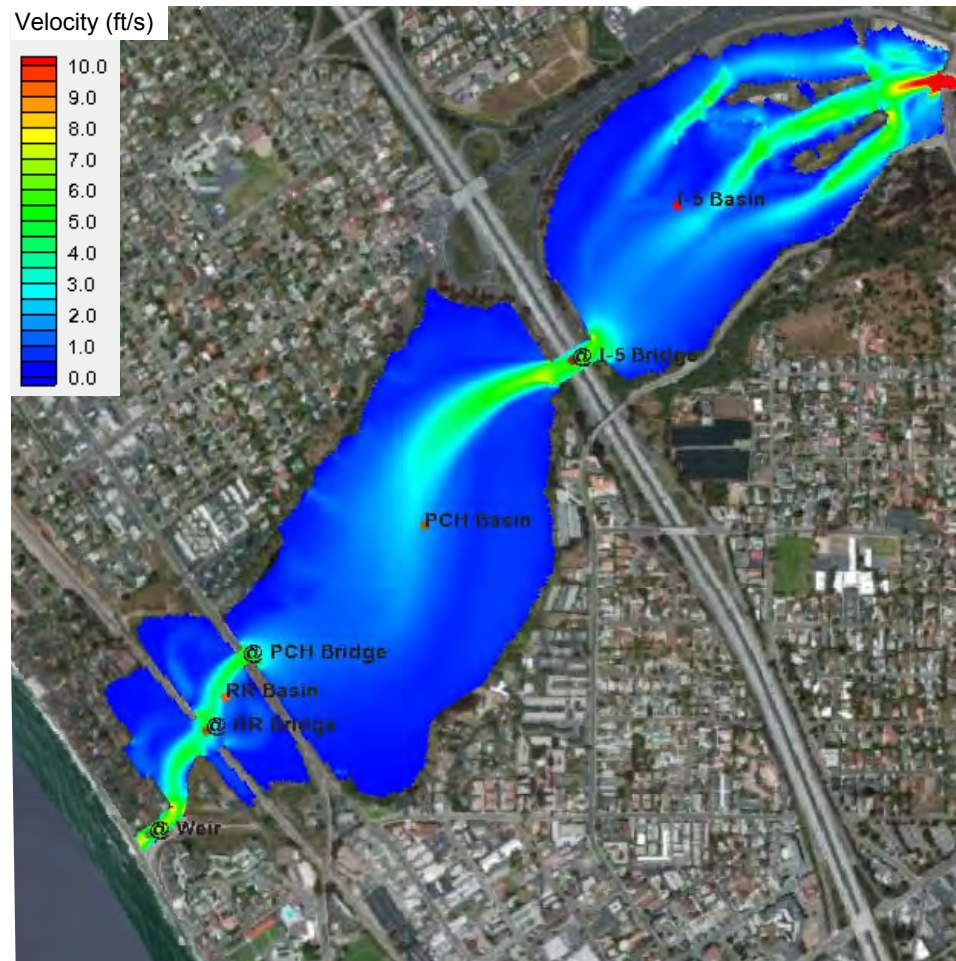 Velocity (ft/s)
10.0
9.0
8.0
7.0
6.0
5.0
4.0
3.0
2.0
1.0
0.0
I-5 Basin
@ I-5 Bridge
PCH Basin
@ PCH Bridge
RR Basin
@ RR Bridge
@ Weir